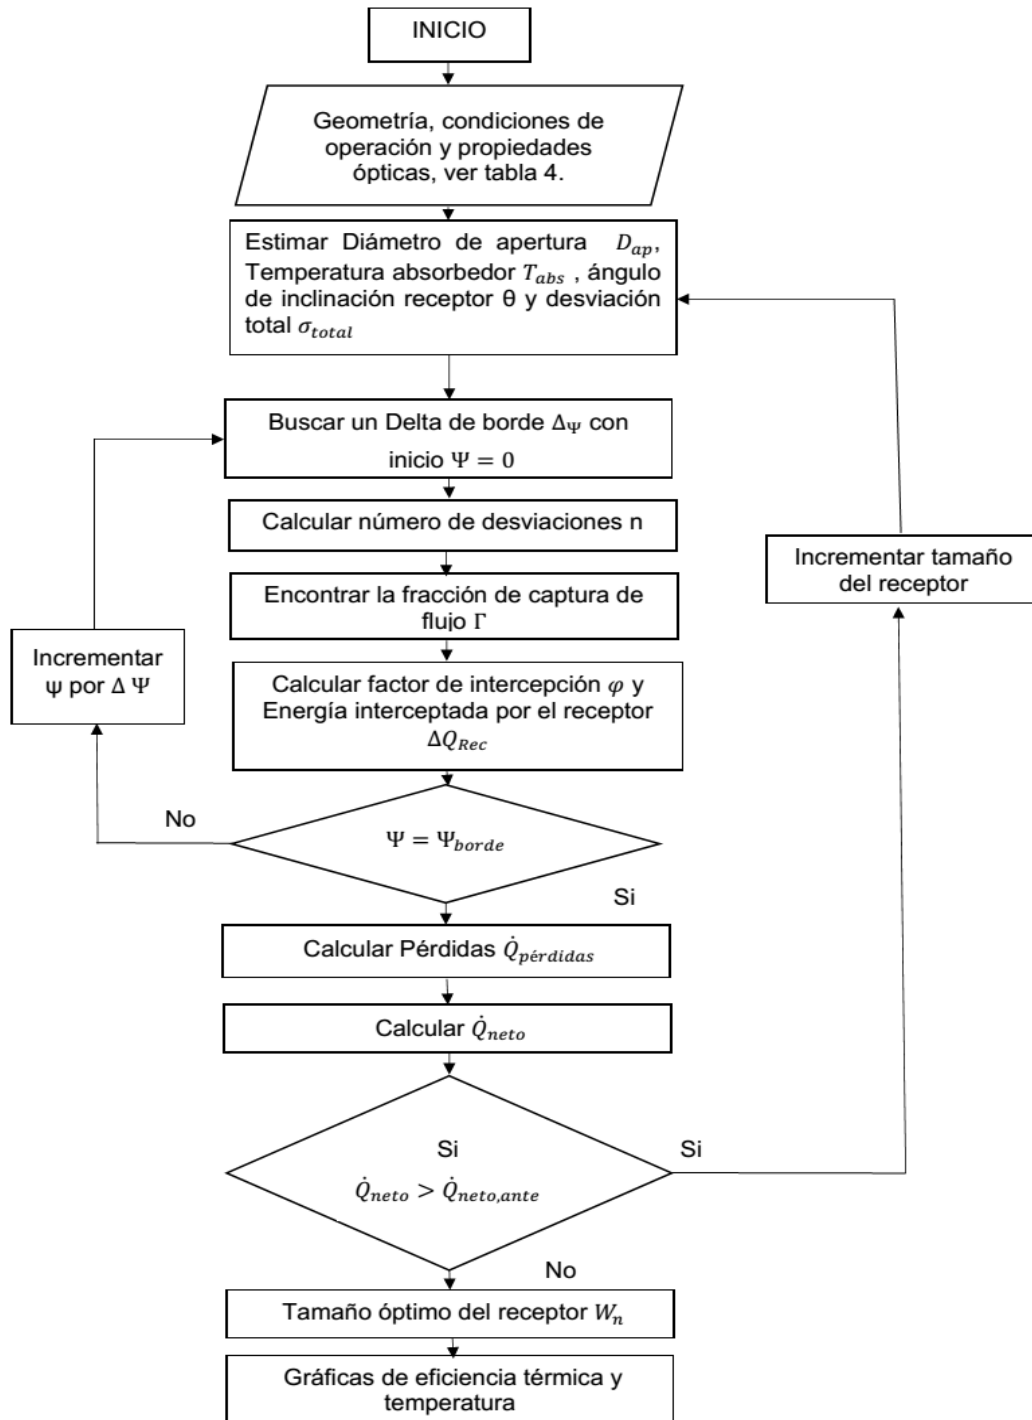 INICIO
Geometría, condiciones de
operación y propiedades
ópticas, ver tabla 4.
Estimar Diámetro de apertura D_ap,
Temperatura absorbedor T_abs , ángulo
de inclinación receptor θ y desviación
total σ_total
Buscar un Delta de borde Δ_Ψ con
inicio Ψ = 0
Calcular número de desviaciones n
Incrementar tamaño
del receptor
Encontrar la fracción de captura de
flujo Γ
Incrementar
ψ por Δ Ψ
Calcular factor de intercepción φ y
Energía interceptada por el receptor
ΔQ_Rec
No
Ψ = Ψ_borde
Si
Calcular Pérdidas Q̇_pérdidas
Calcular Q̇_neto
Si
Q̇_neto > Q̇_neto,ante
Si
No
Tamaño óptimo del receptor W_n
Gráficas de eficiencia térmica y
temperatura